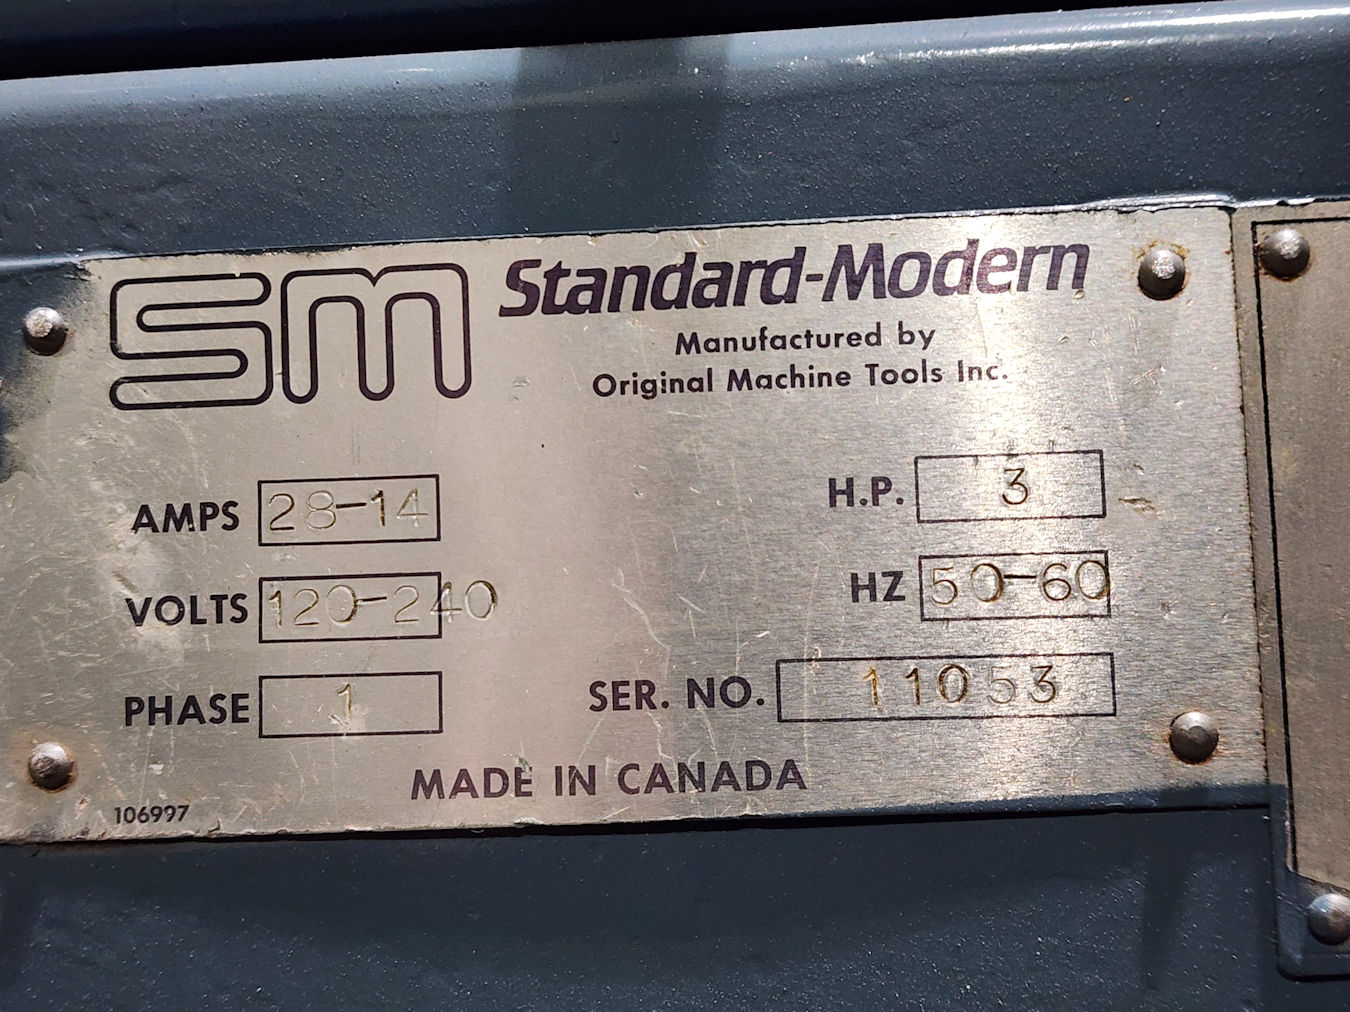 sm Standard-Modern
Manufactured by
Original Machine Tools Inc.
AMPS 28-14
H.P. 3
VOLTS 120-240
HZ 50-60
PHASE 1
SER. NO. 11053
MADE IN CANADA
106997